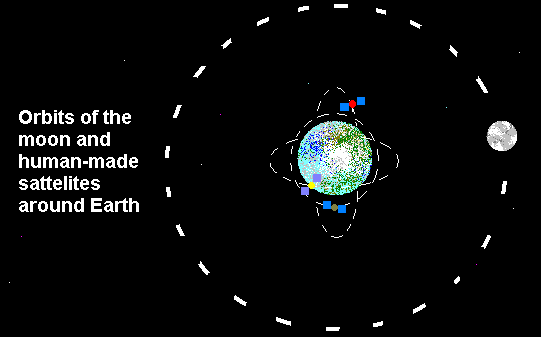 Orbits of the
moon and
human-made
sattelites
around Earth